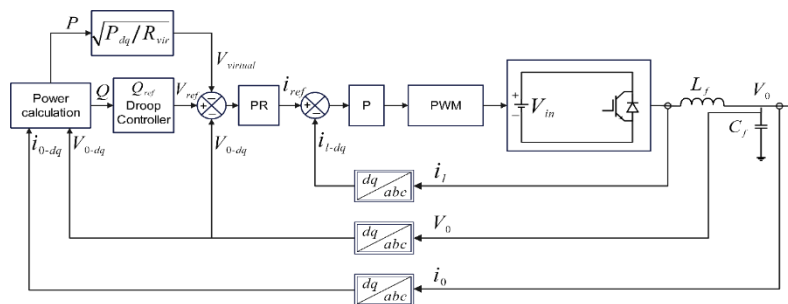 P
√P_dq / R_vir
V_virtual
Power calculation
Q
Q_ref
Droop Controller
V_ref
+
−
−
PR
i_ref
+
−
P
PWM
+
−
V_in
L_f
V_0
C_f
i_0-dq
V_0-dq
V_0-dq
i_l-dq
dq
abc
i_l
dq
abc
V_0
dq
abc
i_0